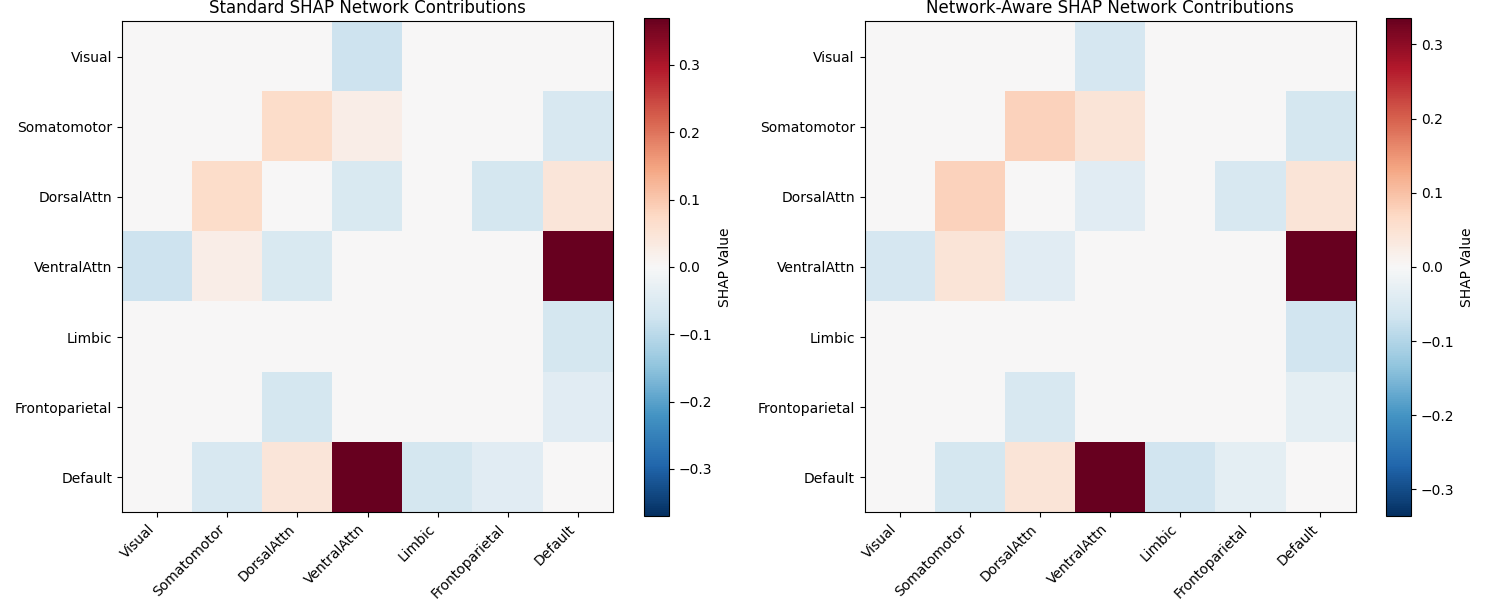 Standard SHAP Network Contributions
Visual
Somatomotor
DorsalAttn
VentralAttn
Limbic
Frontoparietal
Default
Visual
Somatomotor
DorsalAttn
VentralAttn
Limbic
Frontoparietal
Default
0.3
0.2
0.1
0.0
−0.1
−0.2
−0.3
SHAP Value
Network-Aware SHAP Network Contributions
Visual
Somatomotor
DorsalAttn
VentralAttn
Limbic
Frontoparietal
Default
Visual
Somatomotor
DorsalAttn
VentralAttn
Limbic
Frontoparietal
Default
0.3
0.2
0.1
0.0
−0.1
−0.2
−0.3
SHAP Value